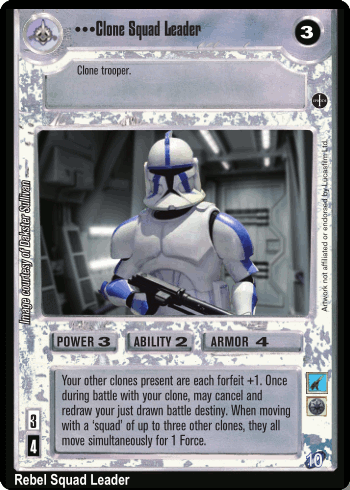 •••Clone Squad Leader
3
Clone trooper.
Image courtesy of Dakster Sullivan
Artwork not affiliated or endorsed by Lucasfilm Ltd.
POWER 3
ABILITY 2
ARMOR 4
Your other clones present are each forfeit +1. Once
during battle with your clone, may cancel and
redraw your just drawn battle destiny. When moving
with a ‘squad’ of up to three other clones, they all
move simultaneously for 1 Force.
3
4
10
Rebel Squad Leader